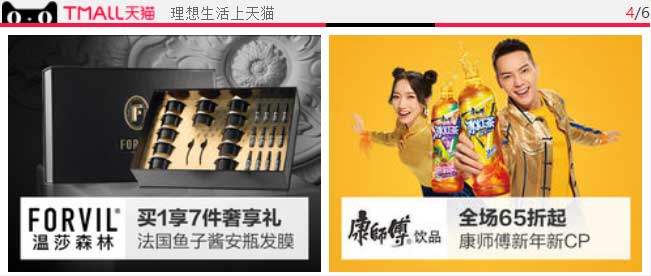 TMALL天猫 理想生活上天猫 4/6
F
FORVIL
FORVIL®
温莎森林
买1享7件奢享礼
法国鱼子酱安瓶发膜
冰红茶
冰红茶
康師傅®饮品
全场65折起
康师傅新年新CP